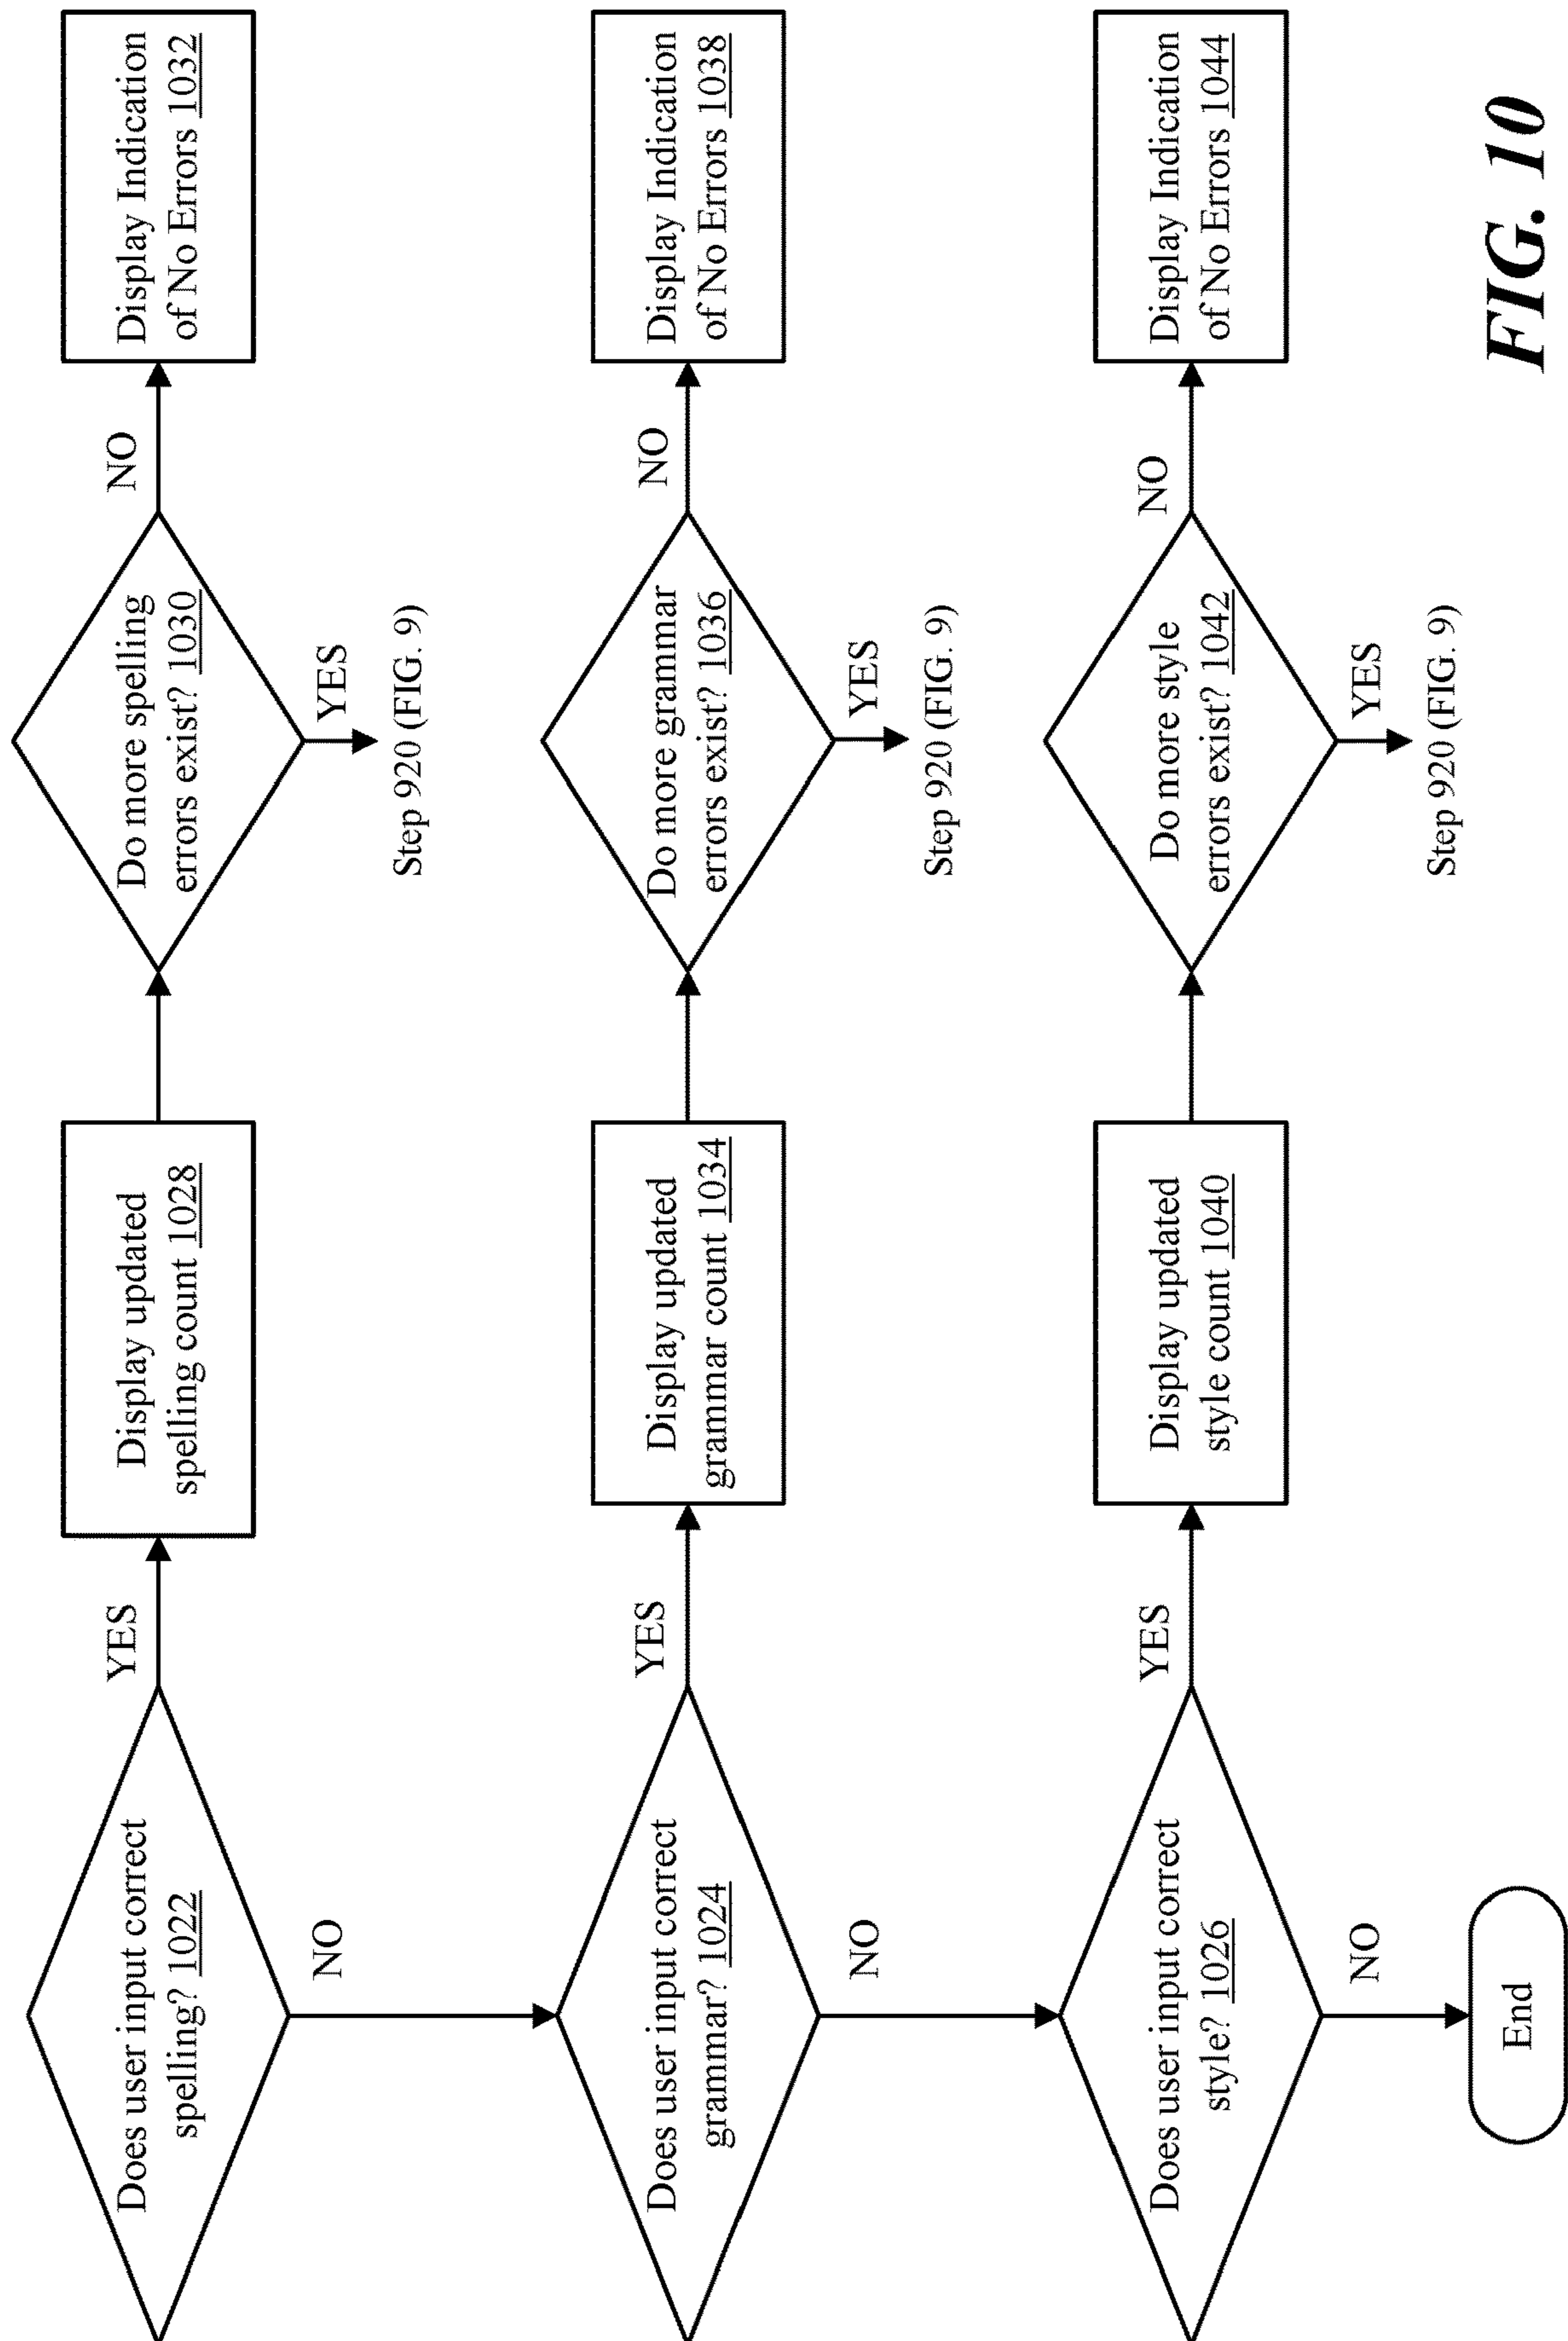 Does user input correct
spelling? 1022
YES
Display updated
spelling count 1028
Do more spelling
errors exist? 1030
NO
Display Indication
of No Errors 1032
YES
Step 920 (FIG. 9)
NO
Does user input correct
grammar? 1024
YES
Display updated
grammar count 1034
Do more grammar
errors exist? 1036
NO
Display Indication
of No Errors 1038
YES
Step 920 (FIG. 9)
NO
Does user input correct
style? 1026
YES
Display updated
style count 1040
Do more style
errors exist? 1042
NO
Display Indication
of No Errors 1044
YES
Step 920 (FIG. 9)
NO
End
FIG. 10